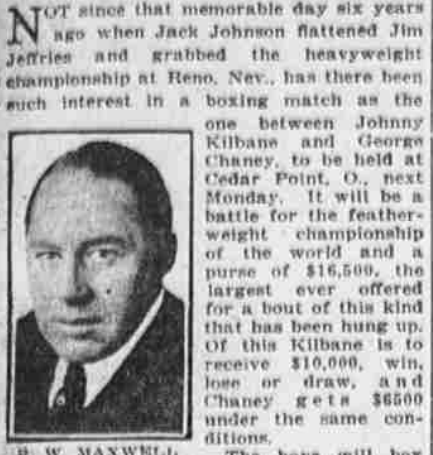 NOT since that memorable day six years
ago when Jack Johnson flattened Jim
Jeffries and grabbed the heavyweight
championship at Reno, Nev., has there been
such interest in a boxing match as the
one between Johnny
Kilbane and George
Chaney, to be held at
Cedar Point, O., next
Monday. It will be a
battle for the feather-
weight championship
of the world and a
purse of $16,500, the
largest ever offered
for a bout of this kind
that has been hung up.
Of this Kilbane is to
receive $10,000, win,
lose or draw, and
Chaney gets $6500
under the same con-
ditions.
The boys will box
W. MAXWELL